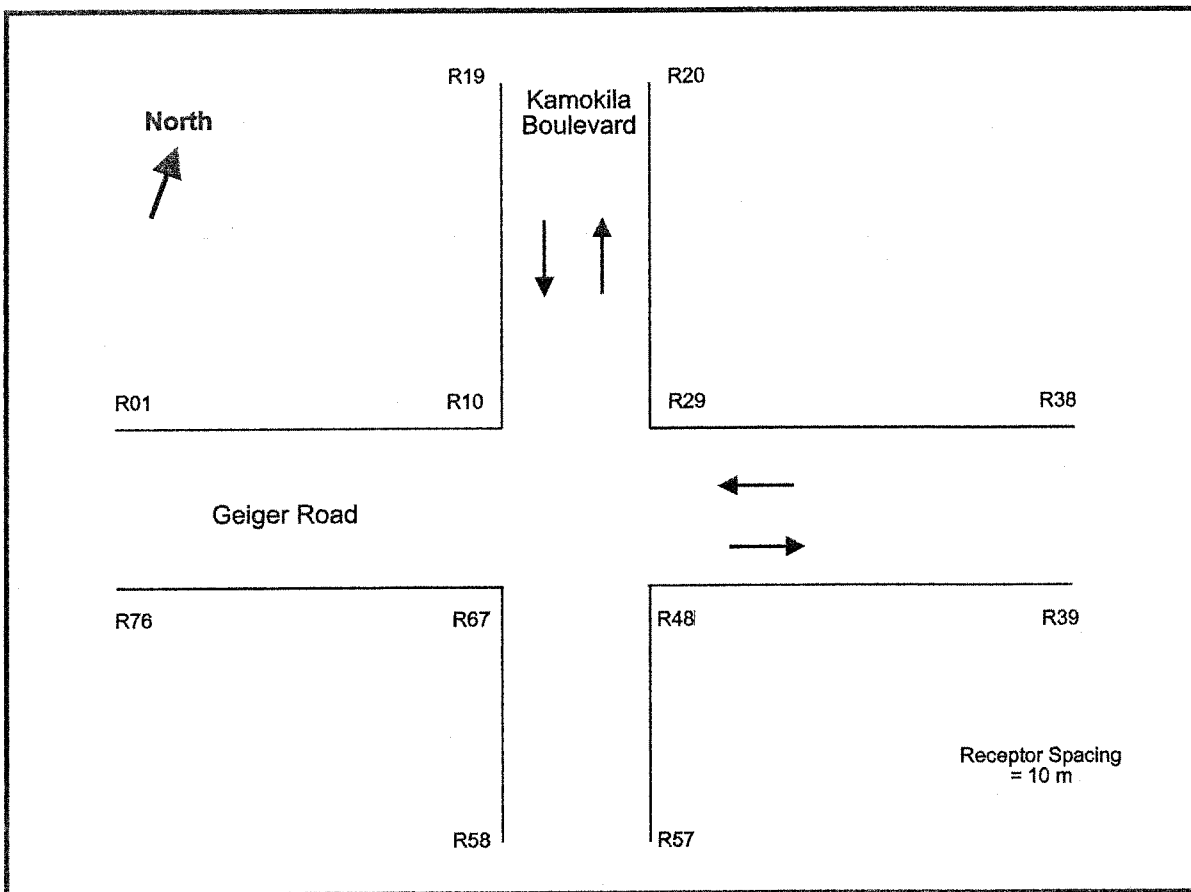 R19
R20
Kamokila
Boulevard
North
R01
R10
R29
R38
Geiger Road
R76
R67
R48
R39
Receptor Spacing
= 10 m
R58
R57